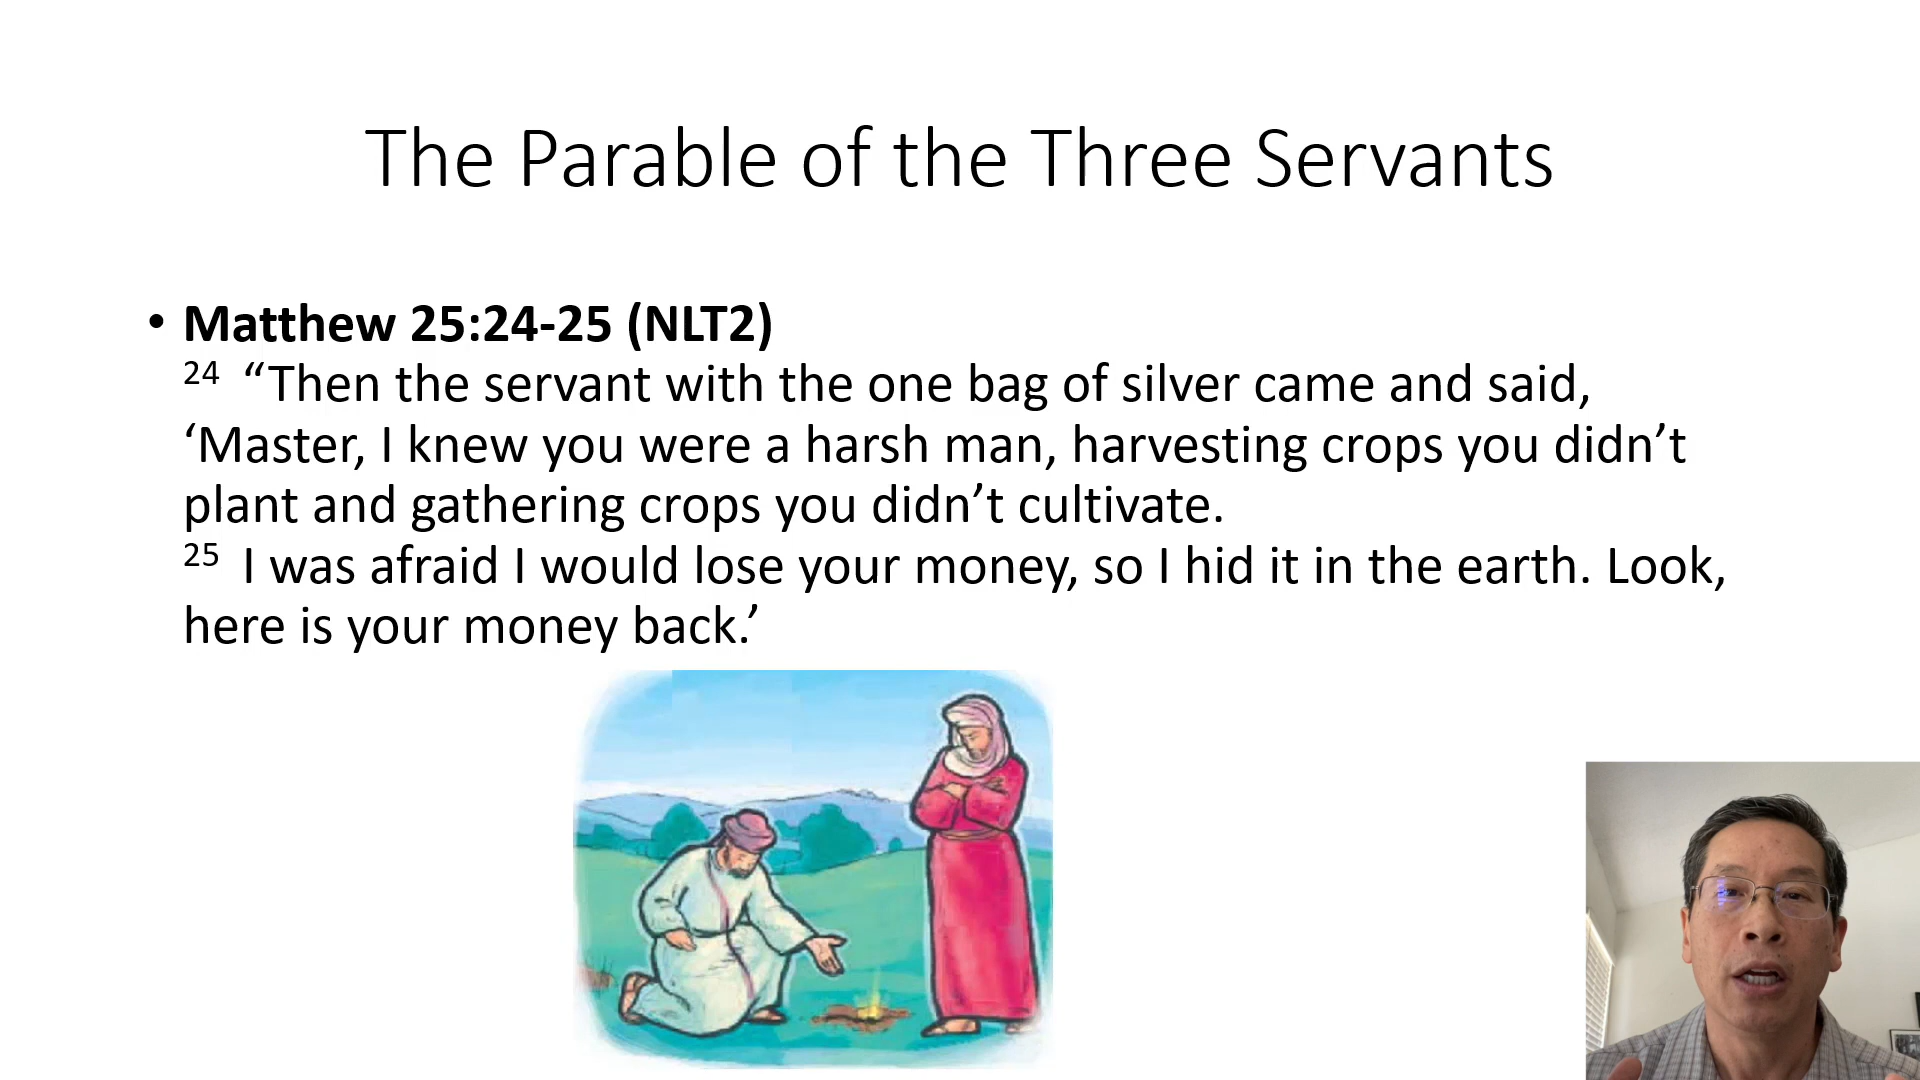 The Parable of the Three Servants
• Matthew 25:24-25 (NLT2)
24 “Then the servant with the one bag of silver came and said,
‘Master, I knew you were a harsh man, harvesting crops you didn’t
plant and gathering crops you didn’t cultivate.
25 I was afraid I would lose your money, so I hid it in the earth. Look,
here is your money back.’